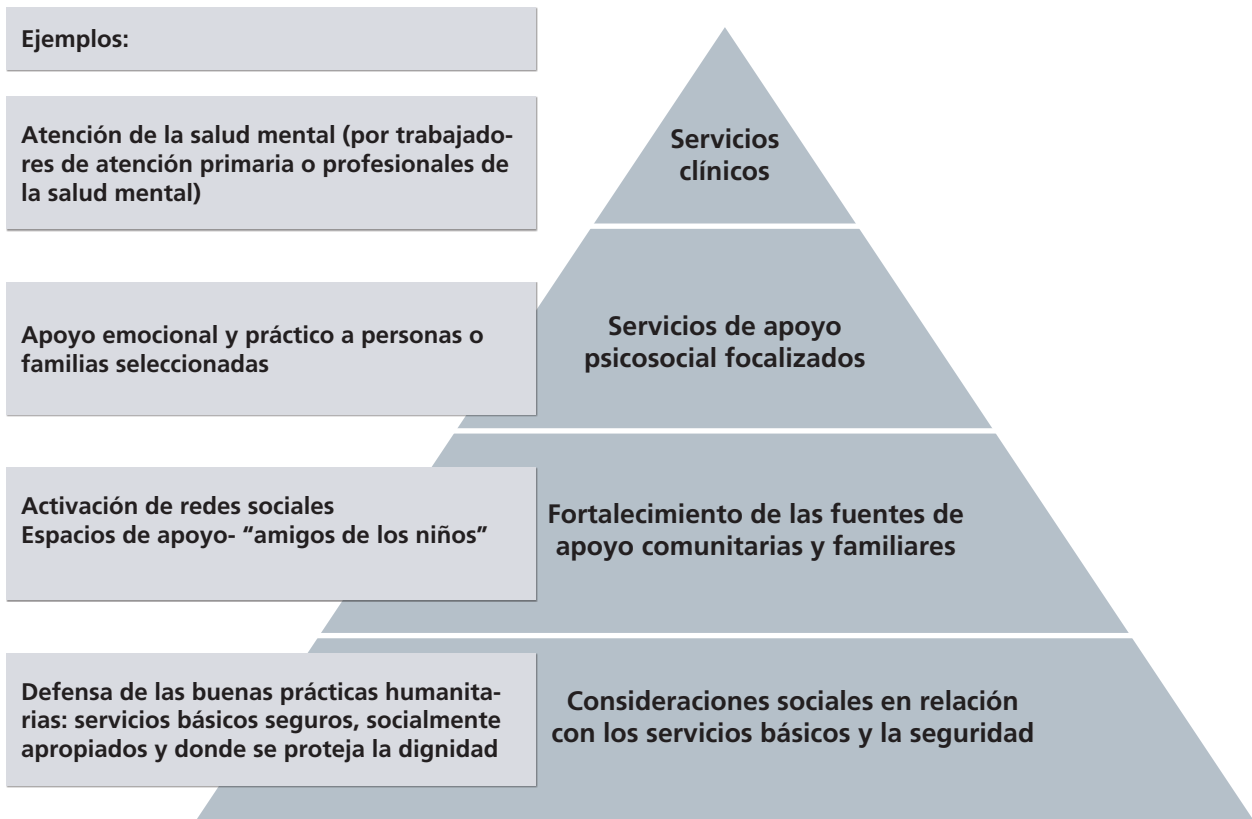 Ejemplos:
Atención de la salud mental (por trabajado-
res de atención primaria o profesionales de
la salud mental)
Servicios
clínicos
Apoyo emocional y práctico a personas o
familias seleccionadas
Servicios de apoyo
psicosocial focalizados
Activación de redes sociales
Espacios de apoyo- “amigos de los niños”
Fortalecimiento de las fuentes de
apoyo comunitarias y familiares
Defensa de las buenas prácticas humanita-
rias: servicios básicos seguros, socialmente
apropiados y donde se proteja la dignidad
Consideraciones sociales en relación
con los servicios básicos y la seguridad